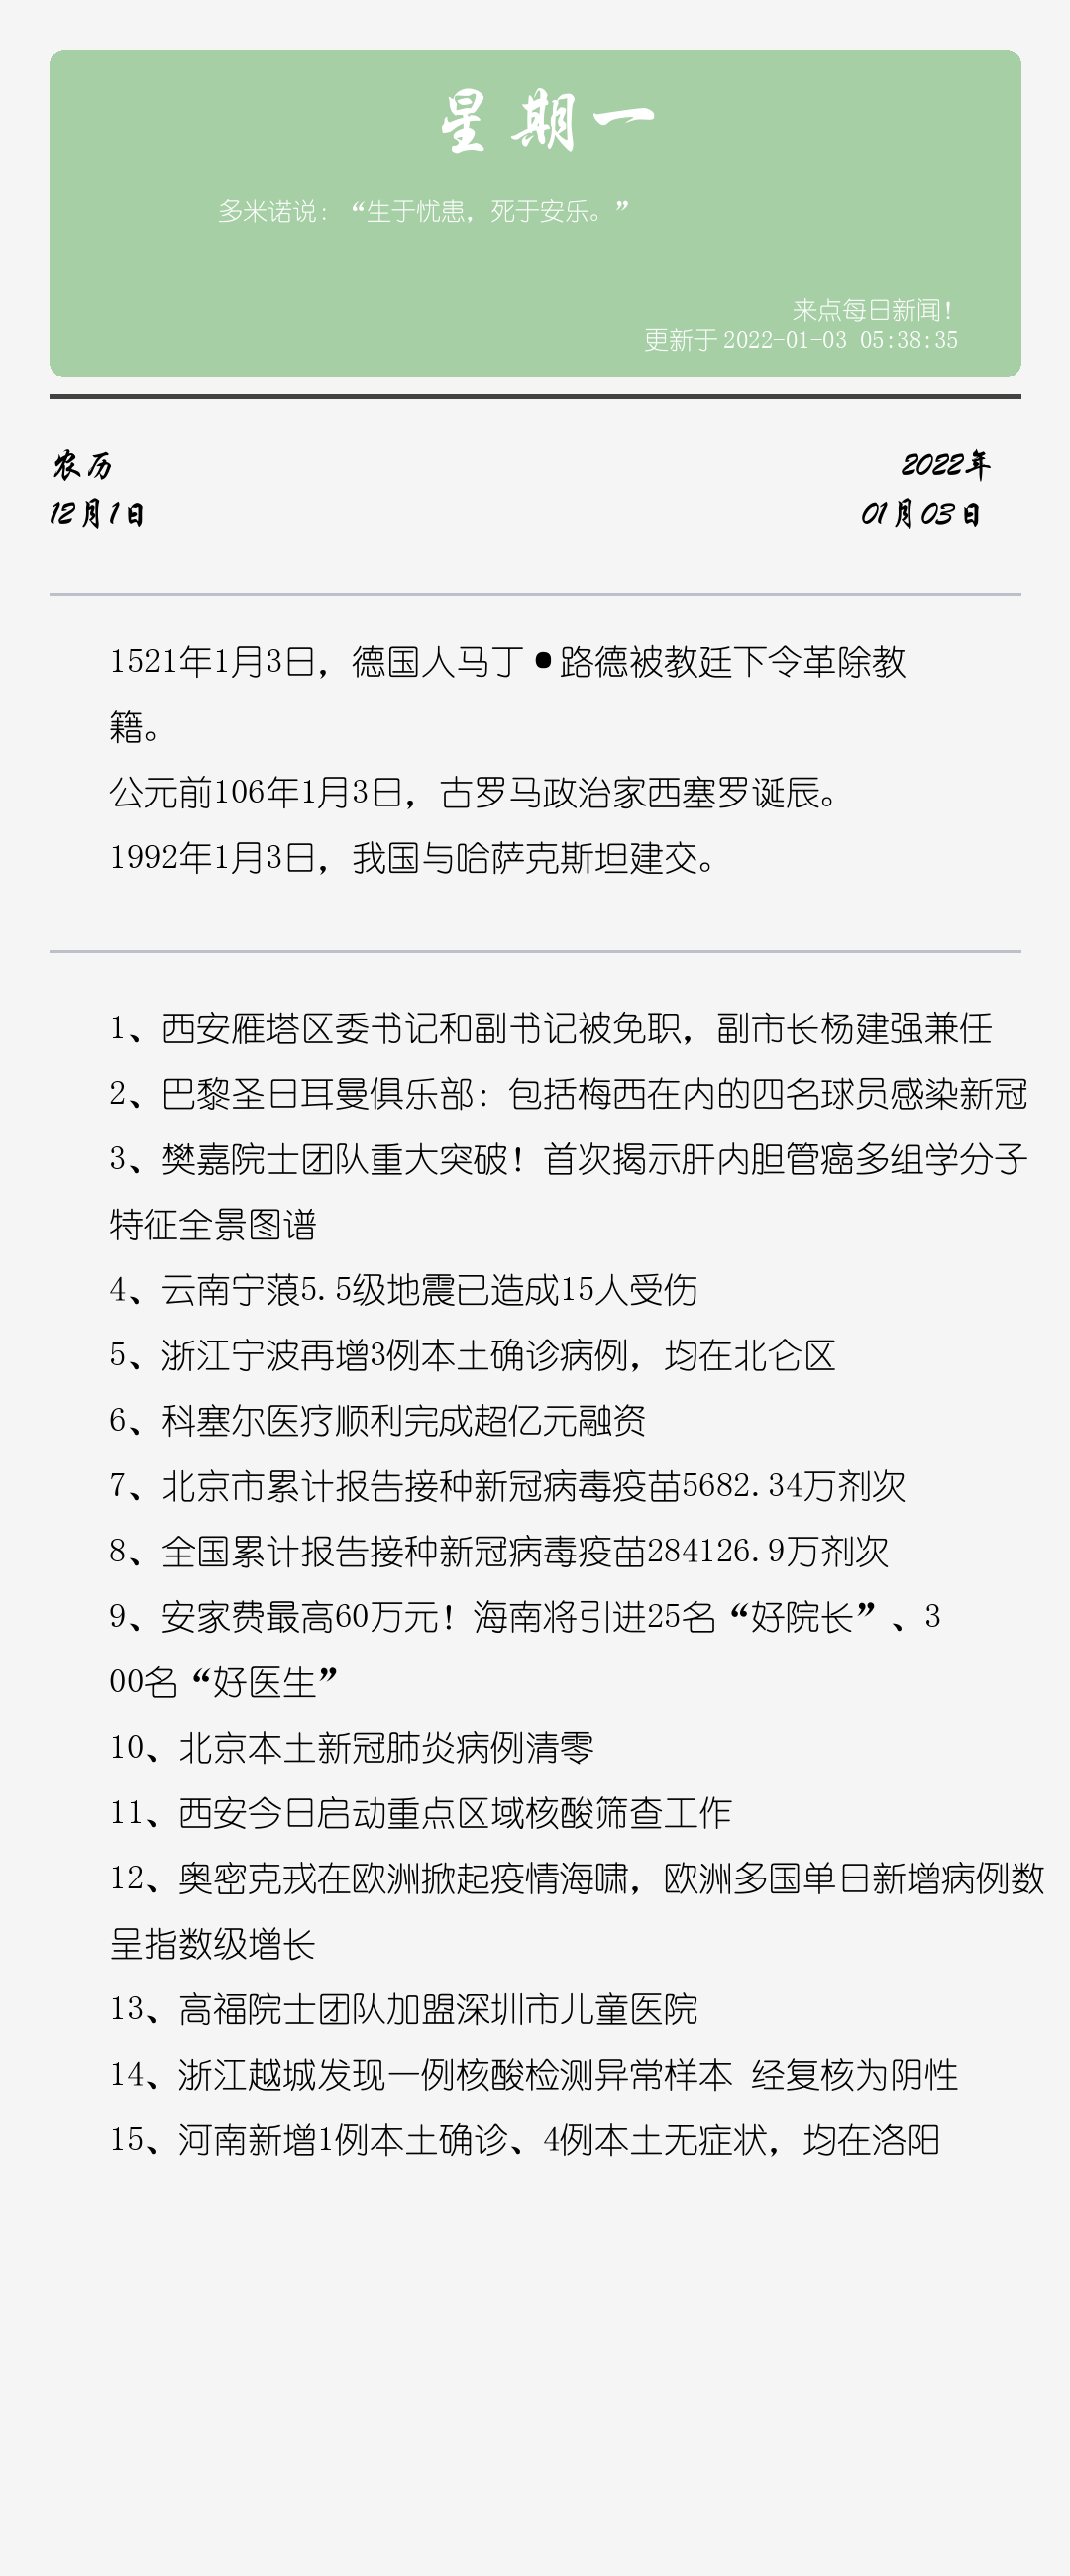 星期一
多米诺说：“生于忧患，死于安乐。”
来点每日新闻！
更新于 2022-01-03 05:38:35
农历
12月1日
2022年
01月03日
1521年1月3日，德国人马丁•路德被教廷下令革除教
籍。
公元前106年1月3日，古罗马政治家西塞罗诞辰。
1992年1月3日，我国与哈萨克斯坦建交。
1、西安雁塔区委书记和副书记被免职，副市长杨建强兼任
2、巴黎圣日耳曼俱乐部：包括梅西在内的四名球员感染新冠
3、樊嘉院士团队重大突破！首次揭示肝内胆管癌多组学分子
特征全景图谱
4、云南宁蒗5.5级地震已造成15人受伤
5、浙江宁波再增3例本土确诊病例，均在北仑区
6、科塞尔医疗顺利完成超亿元融资
7、北京市累计报告接种新冠病毒疫苗5682.34万剂次
8、全国累计报告接种新冠病毒疫苗284126.9万剂次
9、安家费最高60万元！海南将引进25名“好院长”、3
00名“好医生”
10、北京本土新冠肺炎病例清零
11、西安今日启动重点区域核酸筛查工作
12、奥密克戎在欧洲掀起疫情海啸，欧洲多国单日新增病例数
呈指数级增长
13、高福院士团队加盟深圳市儿童医院
14、浙江越城发现一例核酸检测异常样本 经复核为阴性
15、河南新增1例本土确诊、4例本土无症状，均在洛阳